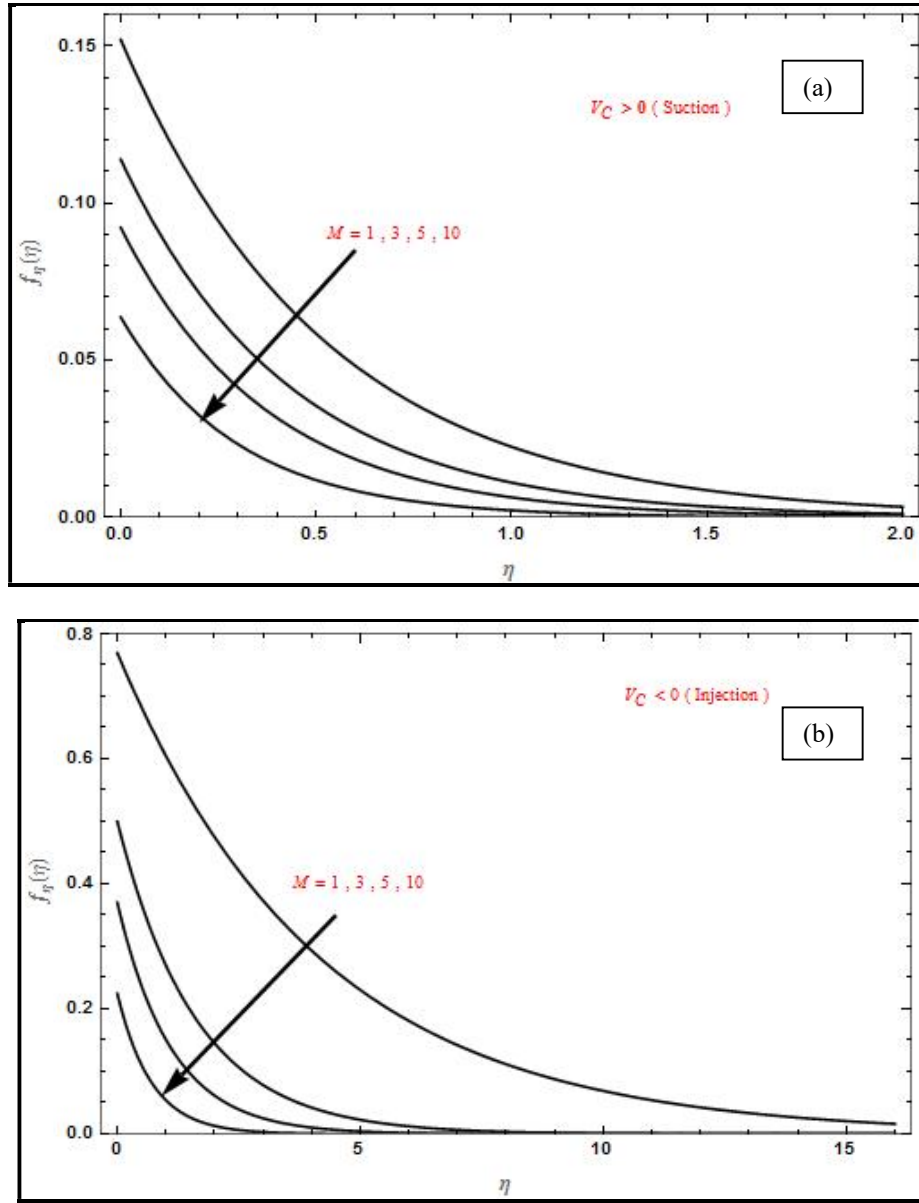 0.15
(a)
V_C > 0 ( Suction )
0.10
M = 1 , 3 , 5 , 10
f_η(η)
0.05
0.00
0.0 0.5 1.0 1.5 2.0
η
0.8
V_C < 0 ( Injection )
(b)
0.6
f_η(η)
0.4
M = 1 , 3 , 5 , 10
0.2
0.0
0 5 10 15
η